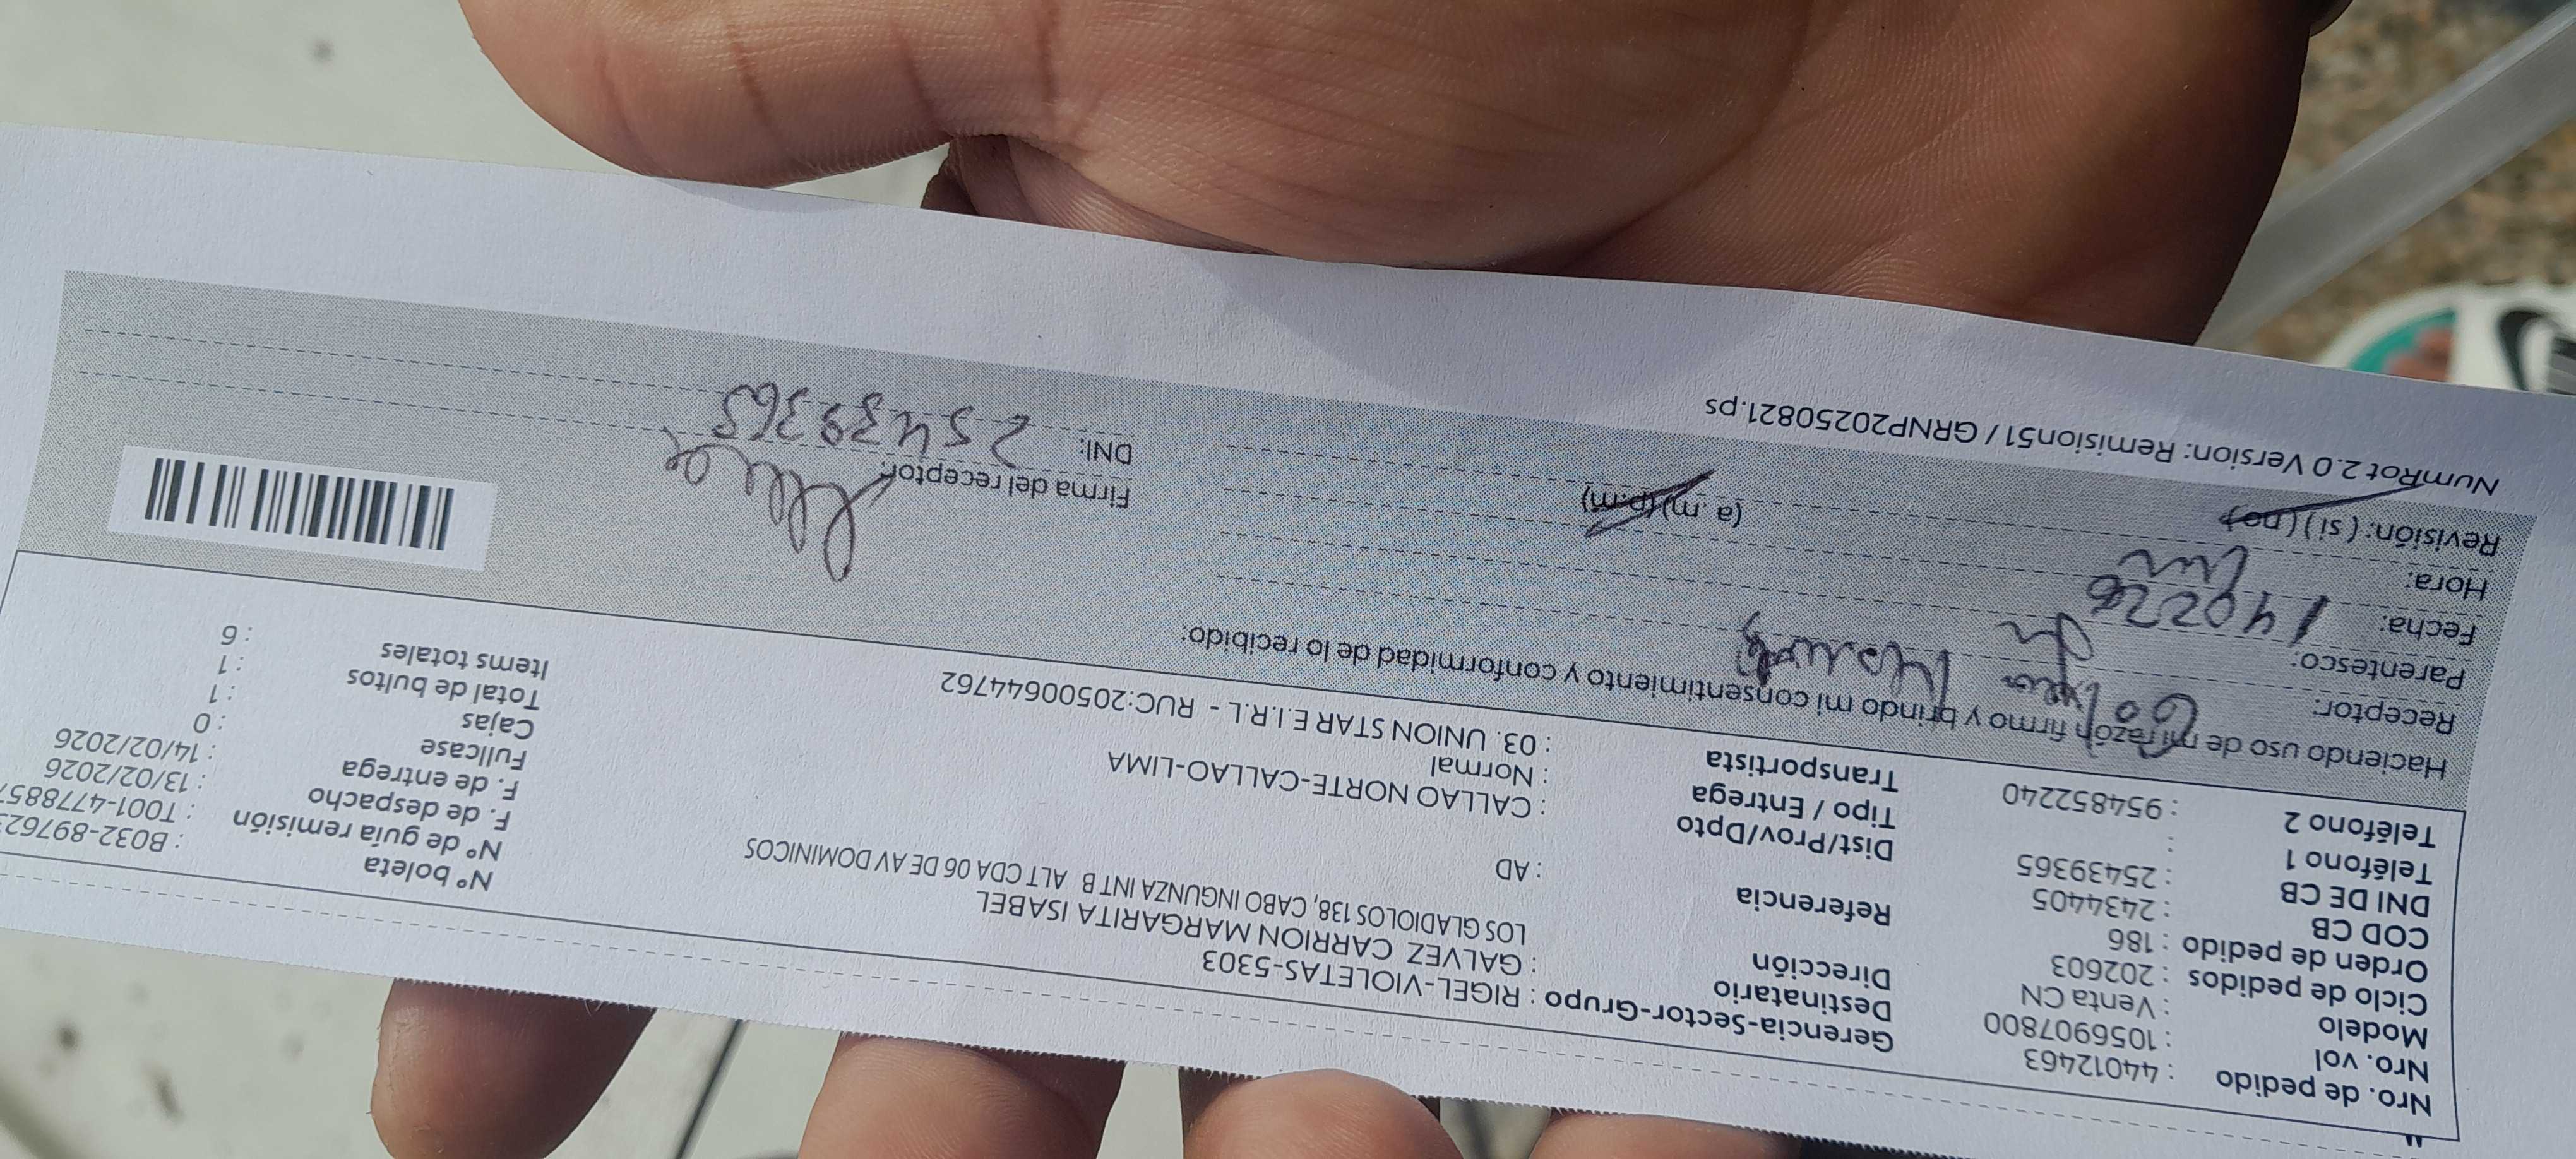 Nro. de pedido : 44012463
Nro. vol : 1056907800
Modelo : Venta CN
Ciclo de pedidos : 202603
Orden de pedido : 186
COD CB : 2434405
DNI DE CB : 25439365
Teléfono 1 :
Teléfono 2 : 954852240
Gerencia-Sector-Grupo : RIGEL-VIOLETAS-5303
Destinatario : GALVEZ CARRION MARGARITA ISABEL
Dirección LOS GLADIOLOS 138, CABO INGUNZA INT B ALT CDA 06 DE AV DOMINICOS
Referencia : AD
Dist/Prov/Dpto : CALLAO NORTE-CALLAO-LIMA
Tipo / Entrega : Normal
Transportista : 03. UNION STAR E.I.R.L - RUC:20500644762
Nº boleta : B032-89762
Nº de guía remisión : T001-477885
F. de despacho : 13/02/2026
F. de entrega : 14/02/2026
Fullcase : 0
Cajas : 1
Total de bultos : 1
Items totales : 6
Haciendo uso de mi razón firmo y brindo mi consentimiento y conformidad de lo recibido:
Receptor:
Parentesco:
Fecha: 140226
Hora:
(a .m) (p.m)
Revisión: ( si) ( no)
Firma del receptor:
DNI: 25439365
NumRot 2.0 Version: Remision51 / GRNP20250821.ps